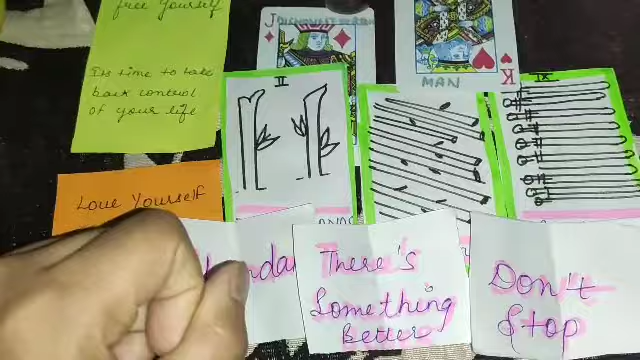 free Yourself
Its time to take
back control
of your life
J
DISHONEST
MAN
K
II
IX
Love Yourself
There's
Something
Better
Don't
Stop